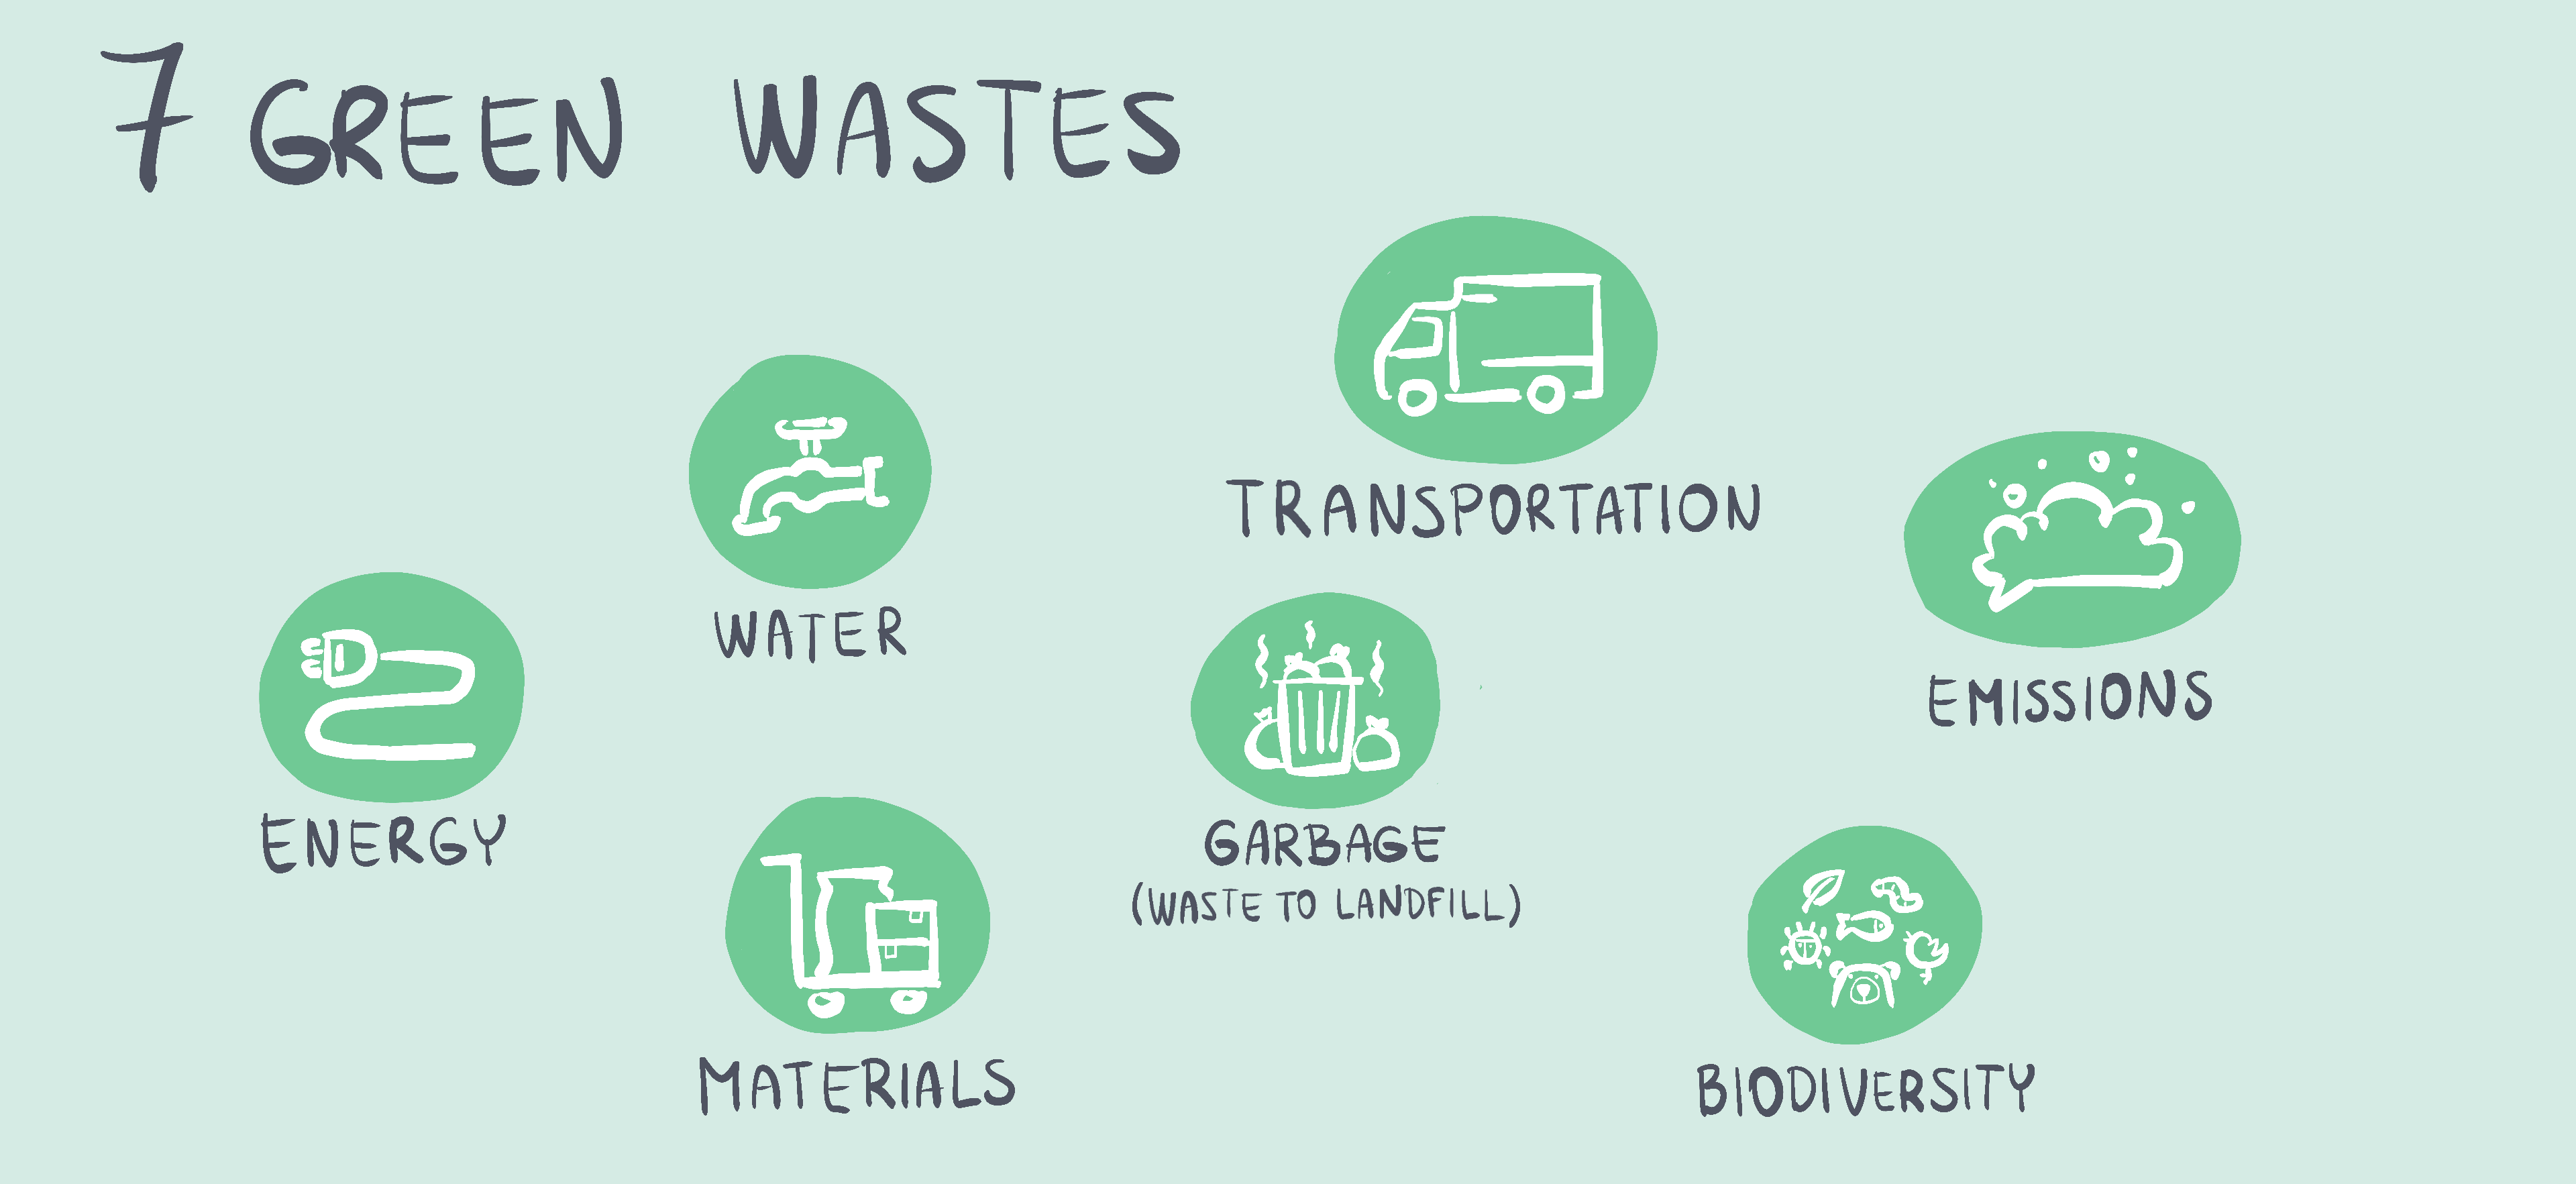 7 GREEN WASTES
TRANSPORTATION
WATER
EMISSIONS
ENERGY
GARBAGE
(WASTE TO LANDFILL)
MATERIALS
BIODIVERSITY